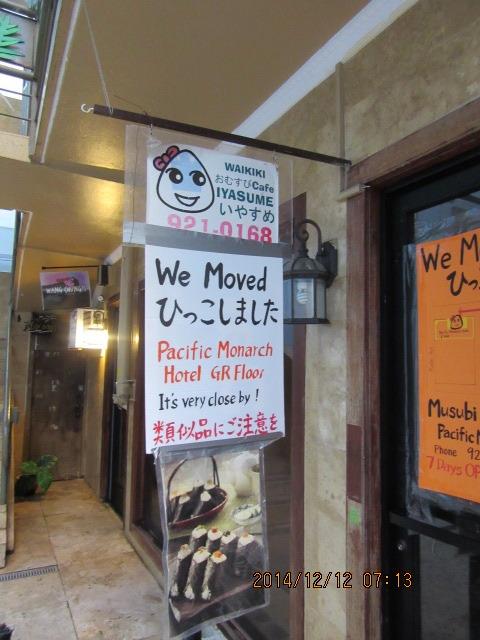 WAIKIKI
おむすびCafe
IYASUME
いやすめ
921-0168
We Moved
ひっこしました
Pacific Monarch
Hotel GR Floor
It's very close by!
類似品にご注意を
We M
ひっ
Musubi
Pacific M
Phone 92
7 Days OP
2014/12/12 07:13